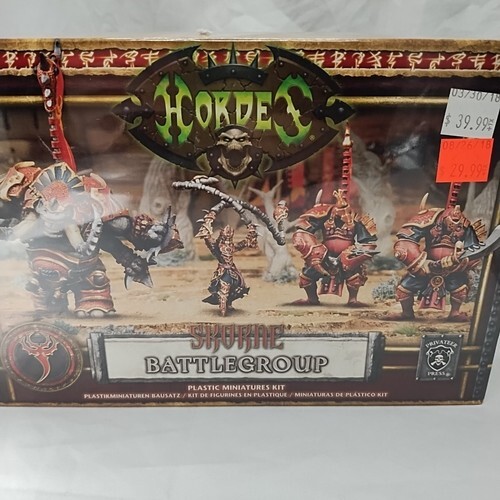 HORDES
03/30/18
$ 39.99
08/26/18
29.99
SKORNE
BATTLEGROUP
PLASTIC MINIATURES KIT
PLASTIKMINIATUREN BAUSATZ / KIT DE FIGURINES EN PLASTIQUE / MINIATURAS DE PLÁSTICO KIT
PRIVATEER
PRESS